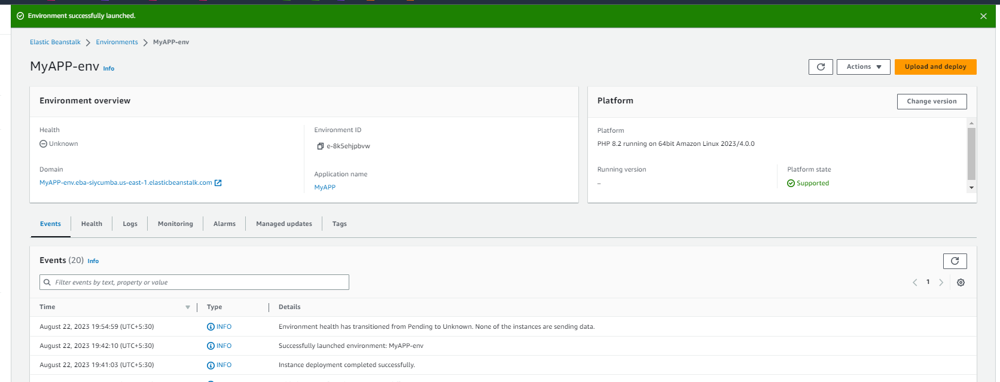 Environment successfully launched.
Elastic Beanstalk > Environments > MyAPP-env
MyAPP-env Info
Actions
Upload and deploy
Environment overview
Health
Unknown
Domain
MyAPP-env.eba-siycumba.us-east-1.elasticbeanstalk.com
Environment ID
e-8k5ehjpbvw
Application name
MyAPP
Platform
Change version
Platform
PHP 8.2 running on 64bit Amazon Linux 2023/4.0.0
Running version
–
Platform state
Supported
Events Health Logs Monitoring Alarms Managed updates Tags
Events (20) Info
Filter events by text, property or value
1
Time Type Details
August 22, 2023 19:54:59 (UTC+5:30) INFO Environment health has transitioned from Pending to Unknown. None of the instances are sending data.
August 22, 2023 19:42:10 (UTC+5:30) INFO Successfully launched environment: MyAPP-env
August 22, 2023 19:41:03 (UTC+5:30) INFO Instance deployment completed successfully.